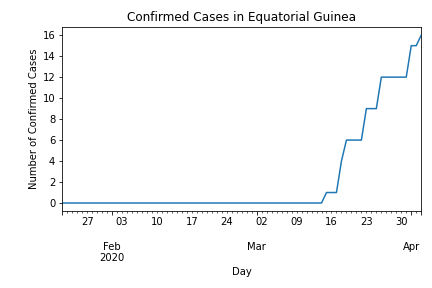 Confirmed Cases in Equatorial Guinea
Number of Confirmed Cases
16
14
12
10
8
6
4
2
0
27 03 10 17 24 02 09 16 23 30
Feb Mar Apr
2020
Day